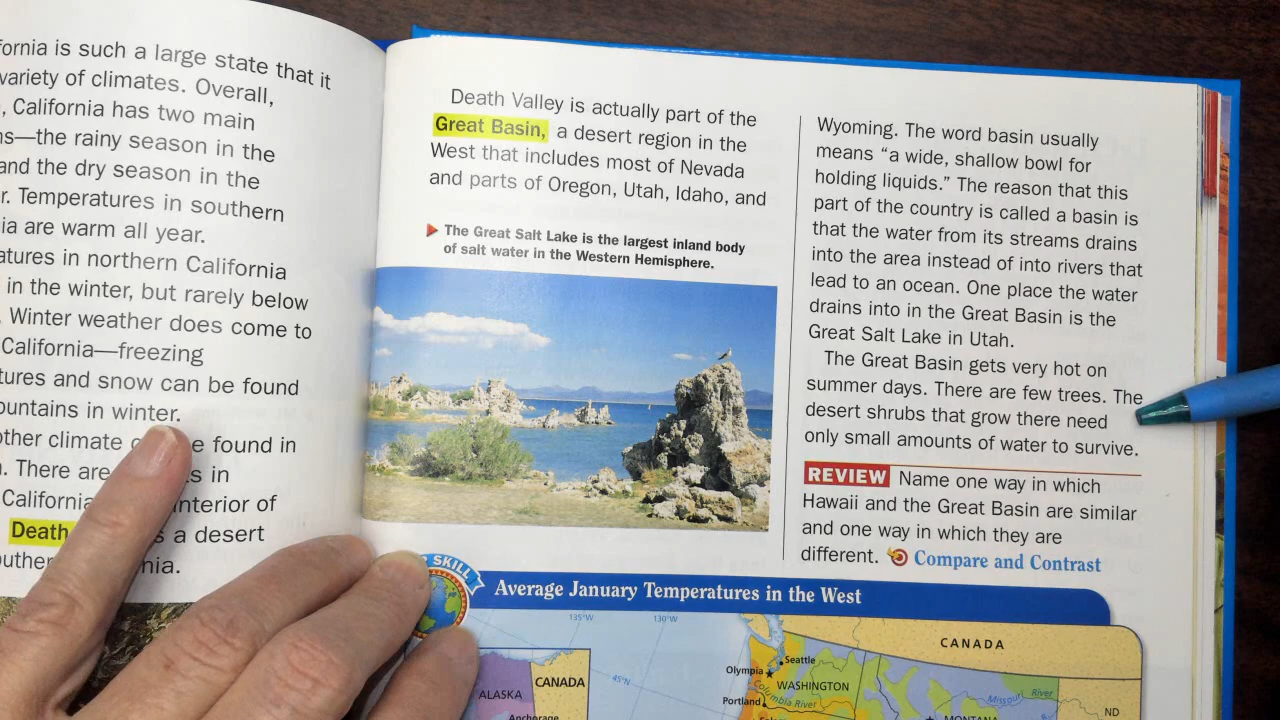 fornia is such a large state that it
variety of climates. Overall,
, California has two main
ns—the rainy season in the
and the dry season in the
r. Temperatures in southern
ia are warm all year.
atures in northern California
in the winter, but rarely below
. Winter weather does come to
California—freezing
tures and snow can be found
ountains in winter.
other climate e found in
. There are s in
California interior of
Death s a desert
outher nia.
Death Valley is actually part of the
Great Basin, a desert region in the
West that includes most of Nevada
and parts of Oregon, Utah, Idaho, and
The Great Salt Lake is the largest inland body
of salt water in the Western Hemisphere.
Wyoming. The word basin usually
means “a wide, shallow bowl for
holding liquids.” The reason that this
part of the country is called a basin is
that the water from its streams drains
into the area instead of into rivers that
lead to an ocean. One place the water
drains into in the Great Basin is the
Great Salt Lake in Utah.
The Great Basin gets very hot on
summer days. There are few trees. The
desert shrubs that grow there need
only small amounts of water to survive.
REVIEW Name one way in which
Hawaii and the Great Basin are similar
and one way in which they are
different. Compare and Contrast
SKILL
Average January Temperatures in the West
135°W 130°W
CANADA
Seattle
Olympia
WASHINGTON
CANADA
45°N
ALASKA
Missouri River
Portland
Columbia River
ND
MONTANA
Anchorage